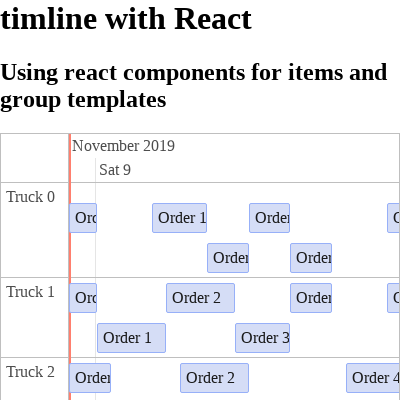 timline with React
Using react components for items and
group templates
November 2019
Sat 9
Truck 0
Ord
Order 1
Order
Order
Order
Truck 1
Ord
Order 2
Order
Order 1
Order 3
Truck 2
Order
Order 2
Order 4